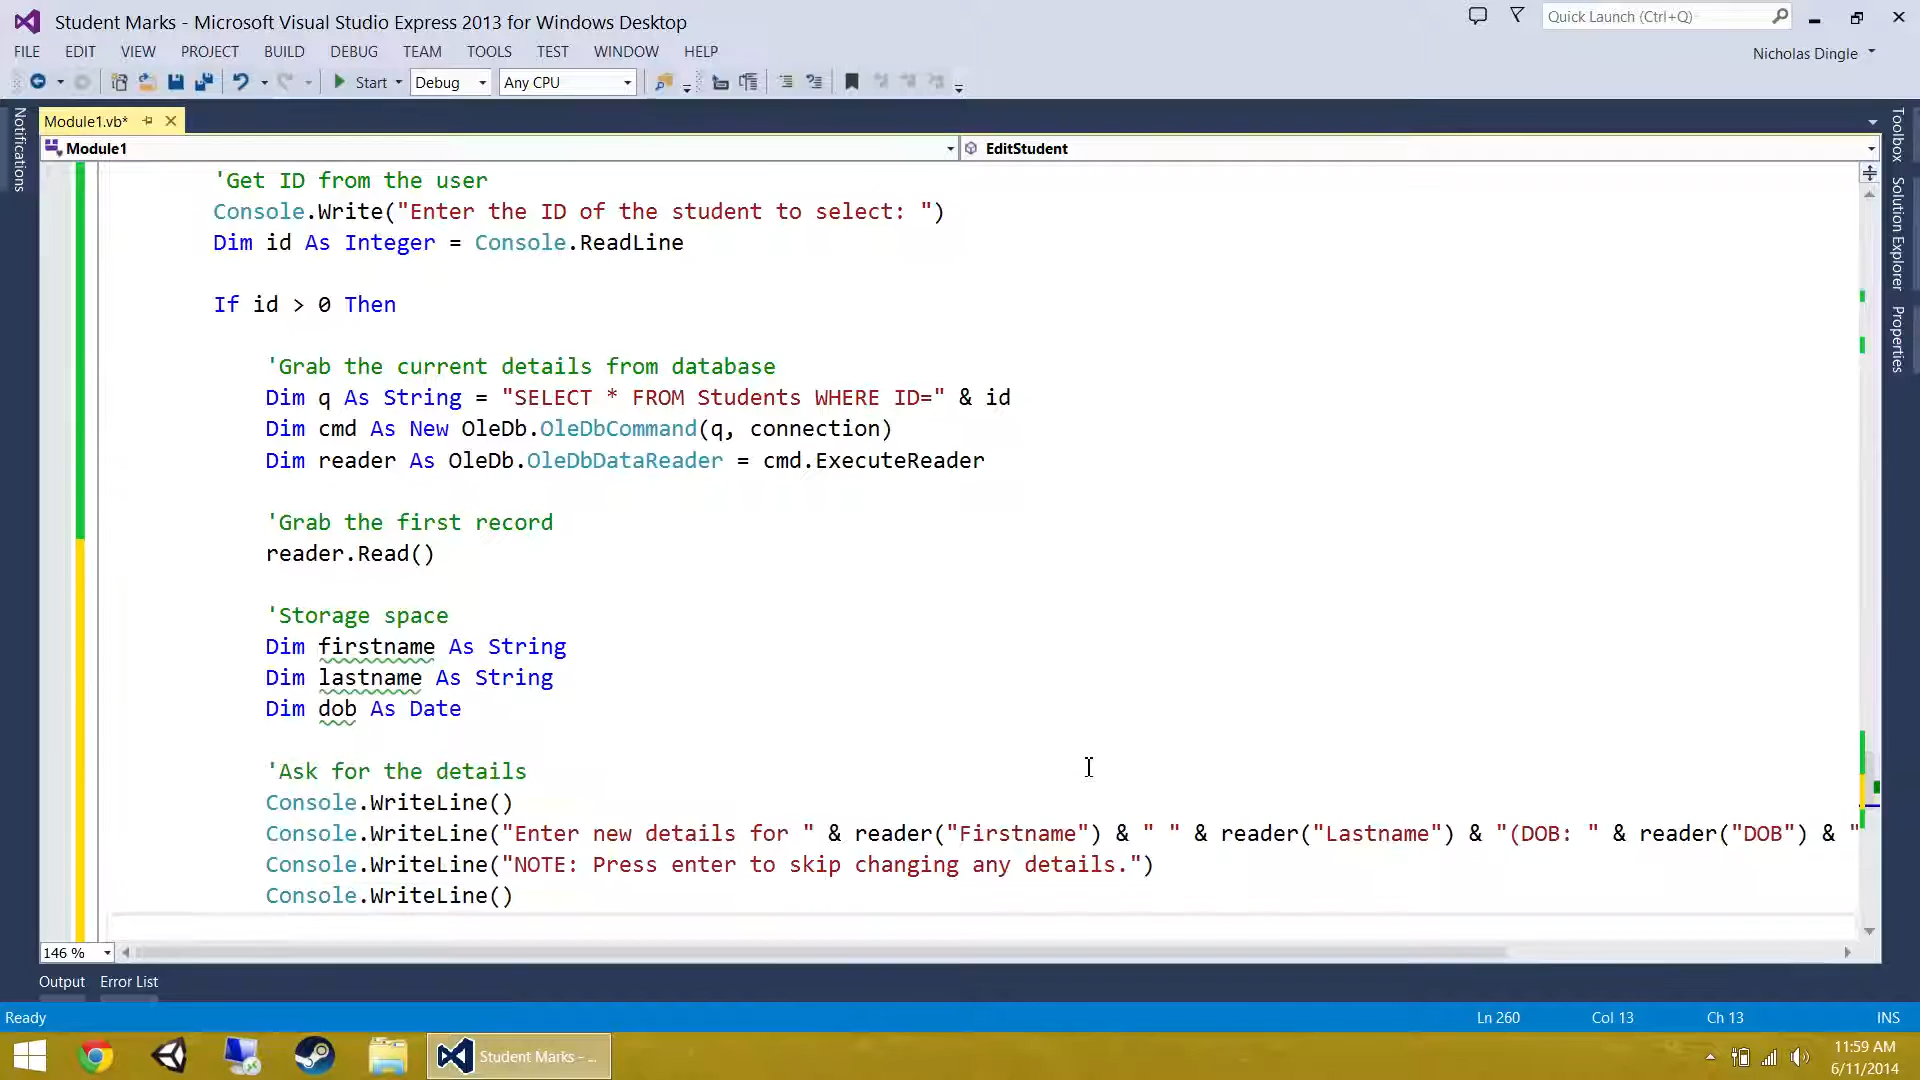 Student Marks - Microsoft Visual Studio Express 2013 for Windows Desktop
Quick Launch (Ctrl+Q)
FILE EDIT VIEW PROJECT BUILD DEBUG TEAM TOOLS TEST WINDOW HELP
Nicholas Dingle
Start Debug Any CPU
Notifications
Toolbox
Solution Explorer
Properties
Module1.vb*
Module1
EditStudent
'Get ID from the user
Console.Write("Enter the ID of the student to select: ")
Dim id As Integer = Console.ReadLine
If id > 0 Then
'Grab the current details from database
Dim q As String = "SELECT * FROM Students WHERE ID=" & id
Dim cmd As New OleDb.OleDbCommand(q, connection)
Dim reader As OleDb.OleDbDataReader = cmd.ExecuteReader
'Grab the first record
reader.Read()
'Storage space
Dim firstname As String
Dim lastname As String
Dim dob As Date
'Ask for the details
Console.WriteLine()
Console.WriteLine("Enter new details for " & reader("Firstname") & " " & reader("Lastname") & "(DOB: " & reader("DOB") & "
Console.WriteLine("NOTE: Press enter to skip changing any details.")
Console.WriteLine()
146 %
Output Error List
Ready
Ln 260 Col 13 Ch 13 INS
Student Marks - ...
11:59 AM
6/11/2014